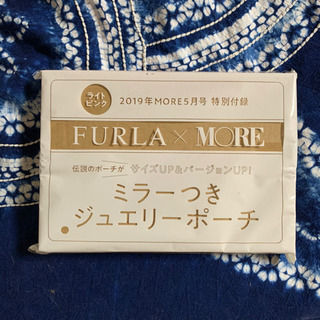 ライト
ピンク
2019年MORE5月号 特別付録
FURLA×MORE
伝説のポーチが サイズUP&バージョンUP!
ミラーつき
ジュエリーポーチ